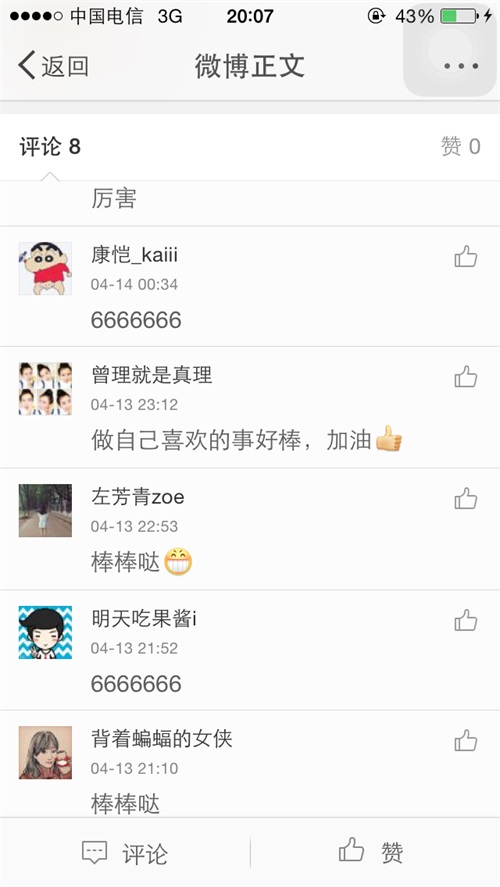 中国电信 3G 20:07 43%
返回 微博正文
评论 8 赞 0
厉害
康恺_kaiii
04-14 00:34
6666666
曾理就是真理
04-13 23:12
做自己喜欢的事好棒，加油👍
左芳青zoe
04-13 22:53
棒棒哒😁
明天吃果酱i
04-13 21:52
6666666
背着蝙蝠的女侠
04-13 21:10
棒棒哒
评论 赞